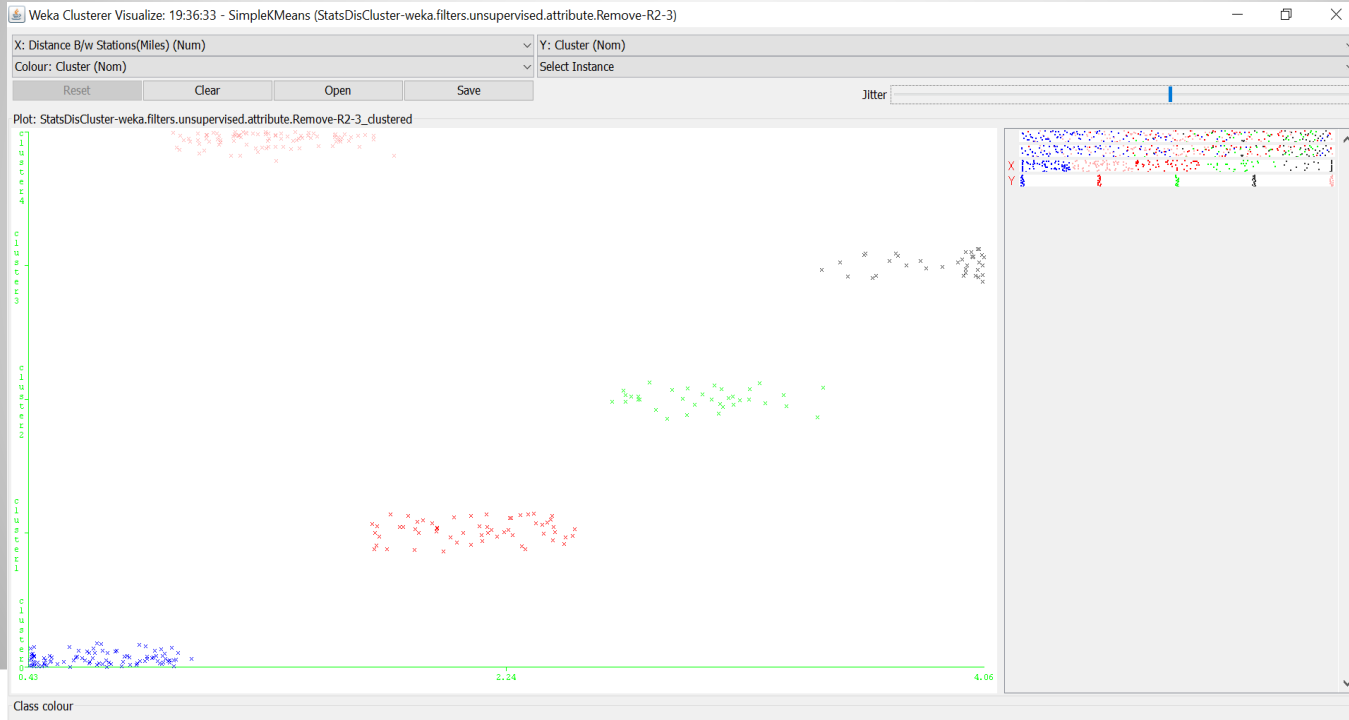 Weka Clusterer Visualize: 19:36:33 - SimpleKMeans (StatsDisCluster-weka.filters.unsupervised.attribute.Remove-R2-3)
X: Distance B/w Stations(Miles) (Num) Y: Cluster (Nom)
Colour: Cluster (Nom) Select Instance
Reset Clear Open Save
Jitter
Plot: StatsDisCluster-weka.filters.unsupervised.attribute.Remove-R2-3_clustered
cluster4
cluster3
cluster2
cluster1
cluster0
0.43 2.24 4.06
X
Y
Class colour